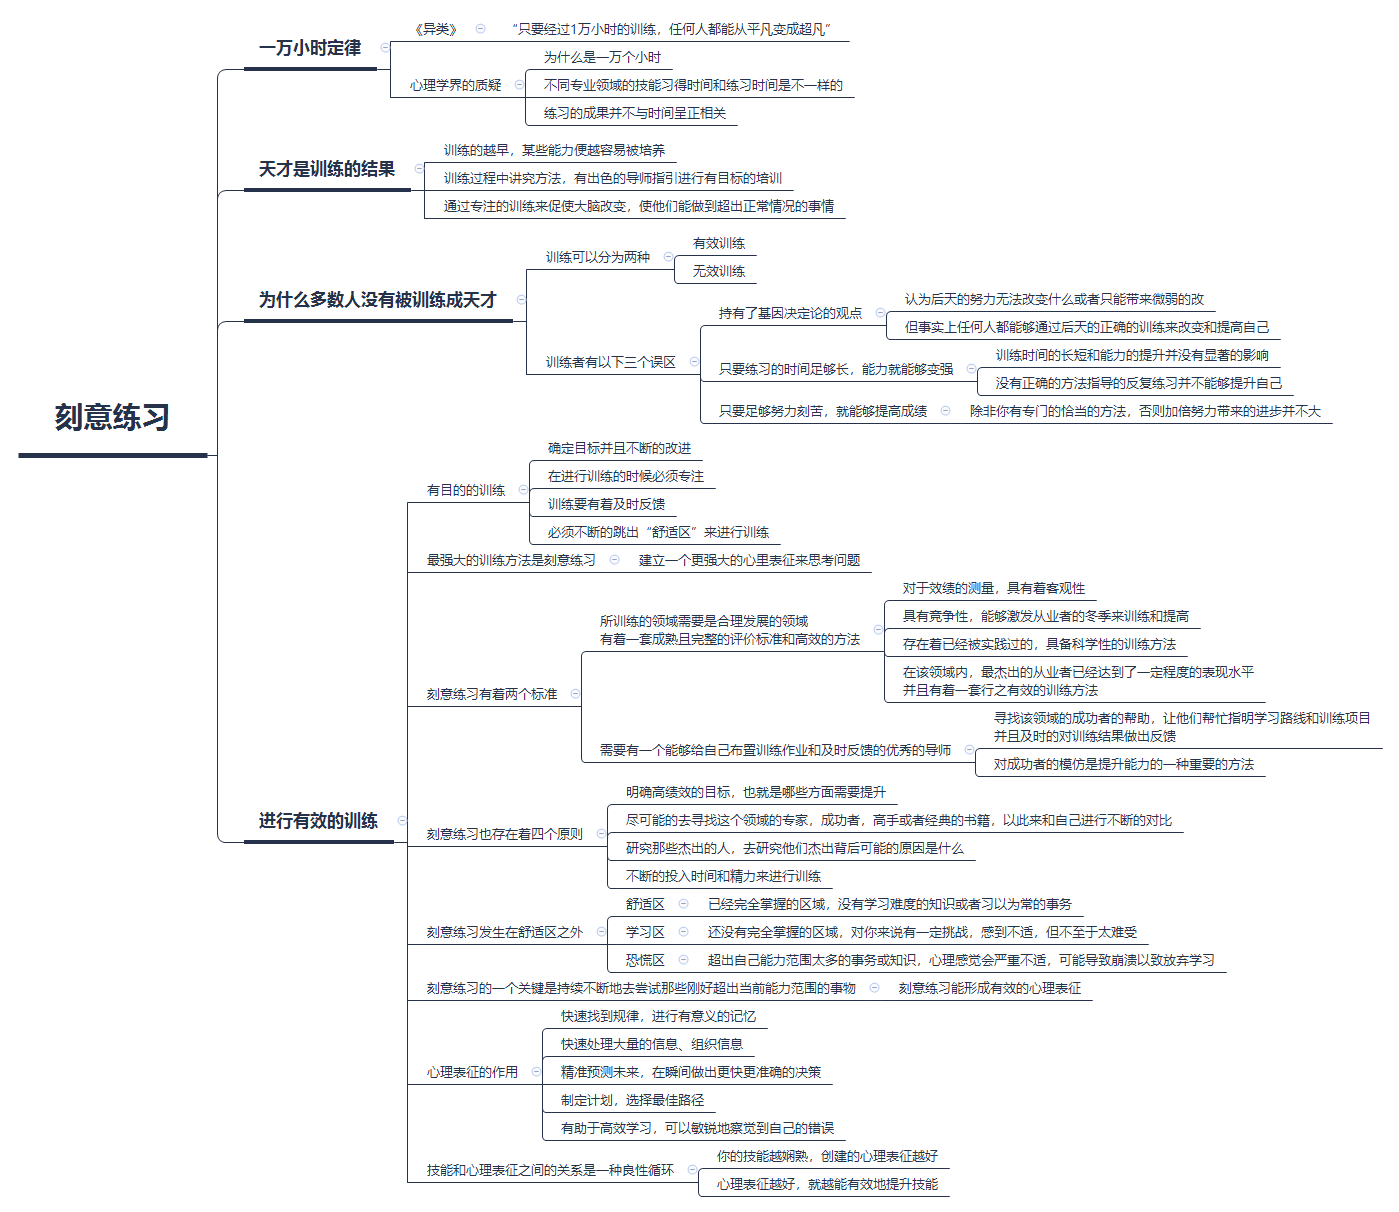 刻意练习
一万小时定律
《异类》
“只要经过1万小时的训练，任何人都能从平凡变成超凡”
心理学界的质疑
为什么是一万个小时
不同专业领域的技能习得时间和练习时间是不一样的
练习的成果并不与时间呈正相关
天才是训练的结果
训练的越早，某些能力便越容易被培养
训练过程中讲究方法，有出色的导师指引进行有目标的培训
通过专注的训练来促使大脑改变，使他们能做到超出正常情况的事情
为什么多数人没有被训练成天才
训练可以分为两种
有效训练
无效训练
训练者有以下三个误区
持有了基因决定论的观点
认为后天的努力无法改变什么或者只能带来微弱的改
但事实上任何人都能够通过后天的正确的训练来改变和提高自己
只要练习的时间足够长，能力就能够变强
训练时间的长短和能力的提升并没有显著的影响
没有正确的方法指导的反复练习并不能够提升自己
只要足够努力刻苦，就能够提高成绩
除非你有专门的恰当的方法，否则加倍努力带来的进步并不大
进行有效的训练
有目的的训练
确定目标并且不断的改进
在进行训练的时候必须专注
训练要有着及时反馈
必须不断的跳出“舒适区”来进行训练
最强大的训练方法是刻意练习
建立一个更强大的心里表征来思考问题
刻意练习有着两个标准
所训练的领域需要是合理发展的领域
有着一套成熟且完整的评价标准和高效的方法
对于效绩的测量，具有着客观性
具有竞争性，能够激发从业者的冬季来训练和提高
存在着已经被实践过的，具备科学性的训练方法
在该领域内，最杰出的从业者已经达到了一定程度的表现水平
并且有着一套行之有效的训练方法
需要有一个能够给自己布置训练作业和及时反馈的优秀的导师
寻找该领域的成功者的帮助，让他们帮忙指明学习路线和训练项目
并且及时的对训练结果做出反馈
对成功者的模仿是提升能力的一种重要的方法
刻意练习也存在着四个原则
明确高绩效的目标，也就是哪些方面需要提升
尽可能的去寻找这个领域的专家，成功者，高手或者经典的书籍，以此来和自己进行不断的对比
研究那些杰出的人，去研究他们杰出背后可能的原因是什么
不断的投入时间和精力来进行训练
刻意练习发生在舒适区之外
舒适区
已经完全掌握的区域，没有学习难度的知识或者习以为常的事务
学习区
还没有完全掌握的区域，对你来说有一定挑战，感到不适，但不至于太难受
恐慌区
超出自己能力范围太多的事务或知识，心理感觉会严重不适，可能导致崩溃以致放弃学习
刻意练习的一个关键是持续不断地去尝试那些刚好超出当前能力范围的事物
刻意练习能形成有效的心理表征
心理表征的作用
快速找到规律，进行有意义的记忆
快速处理大量的信息、组织信息
精准预测未来，在瞬间做出更快更准确的决策
制定计划，选择最佳路径
有助于高效学习，可以敏锐地察觉到自己的错误
技能和心理表征之间的关系是一种良性循环
你的技能越娴熟，创建的心理表征越好
心理表征越好，就越能有效地提升技能